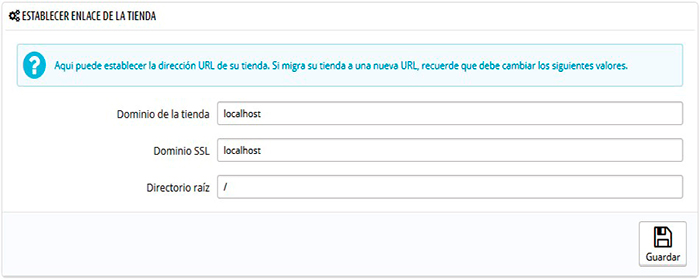 ESTABLECER ENLACE DE LA TIENDA
Aqui puede establecer la dirección URL de su tienda. Si migra su tienda a una nueva URL, recuerde que debe cambiar los siguientes valores.
Dominio de la tienda localhost
Dominio SSL localhost
Directorio raíz /
Guardar